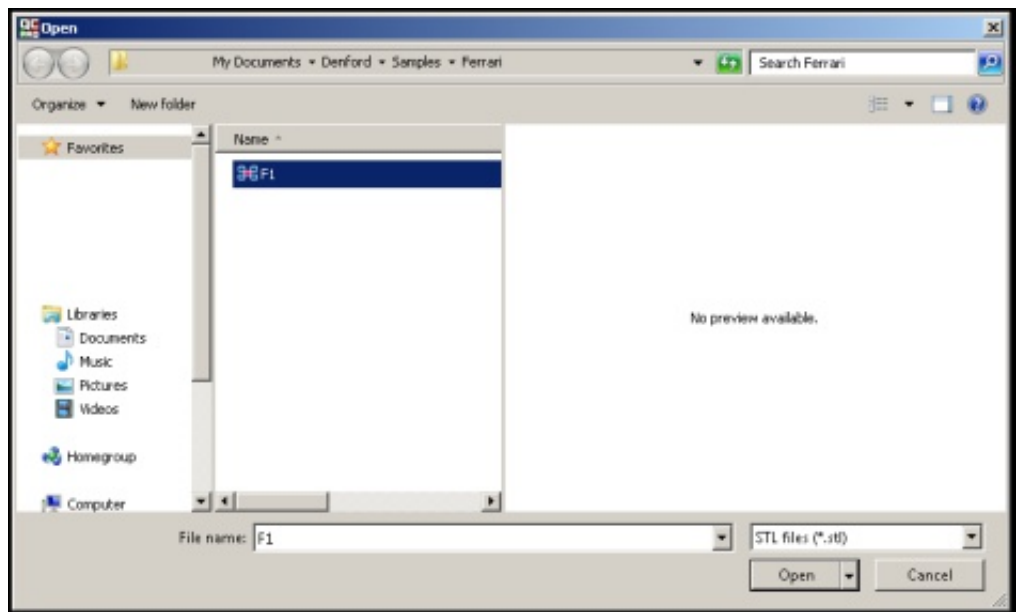 Open
My Documents Denford Samples Ferrari
Search Ferrari
Organize New folder
Favorites
Libraries
Documents
Music
Pictures
Videos
Homegroup
Computer
Name
F1
No preview available.
File name: F1
STL files (*.stl)
Open
Cancel